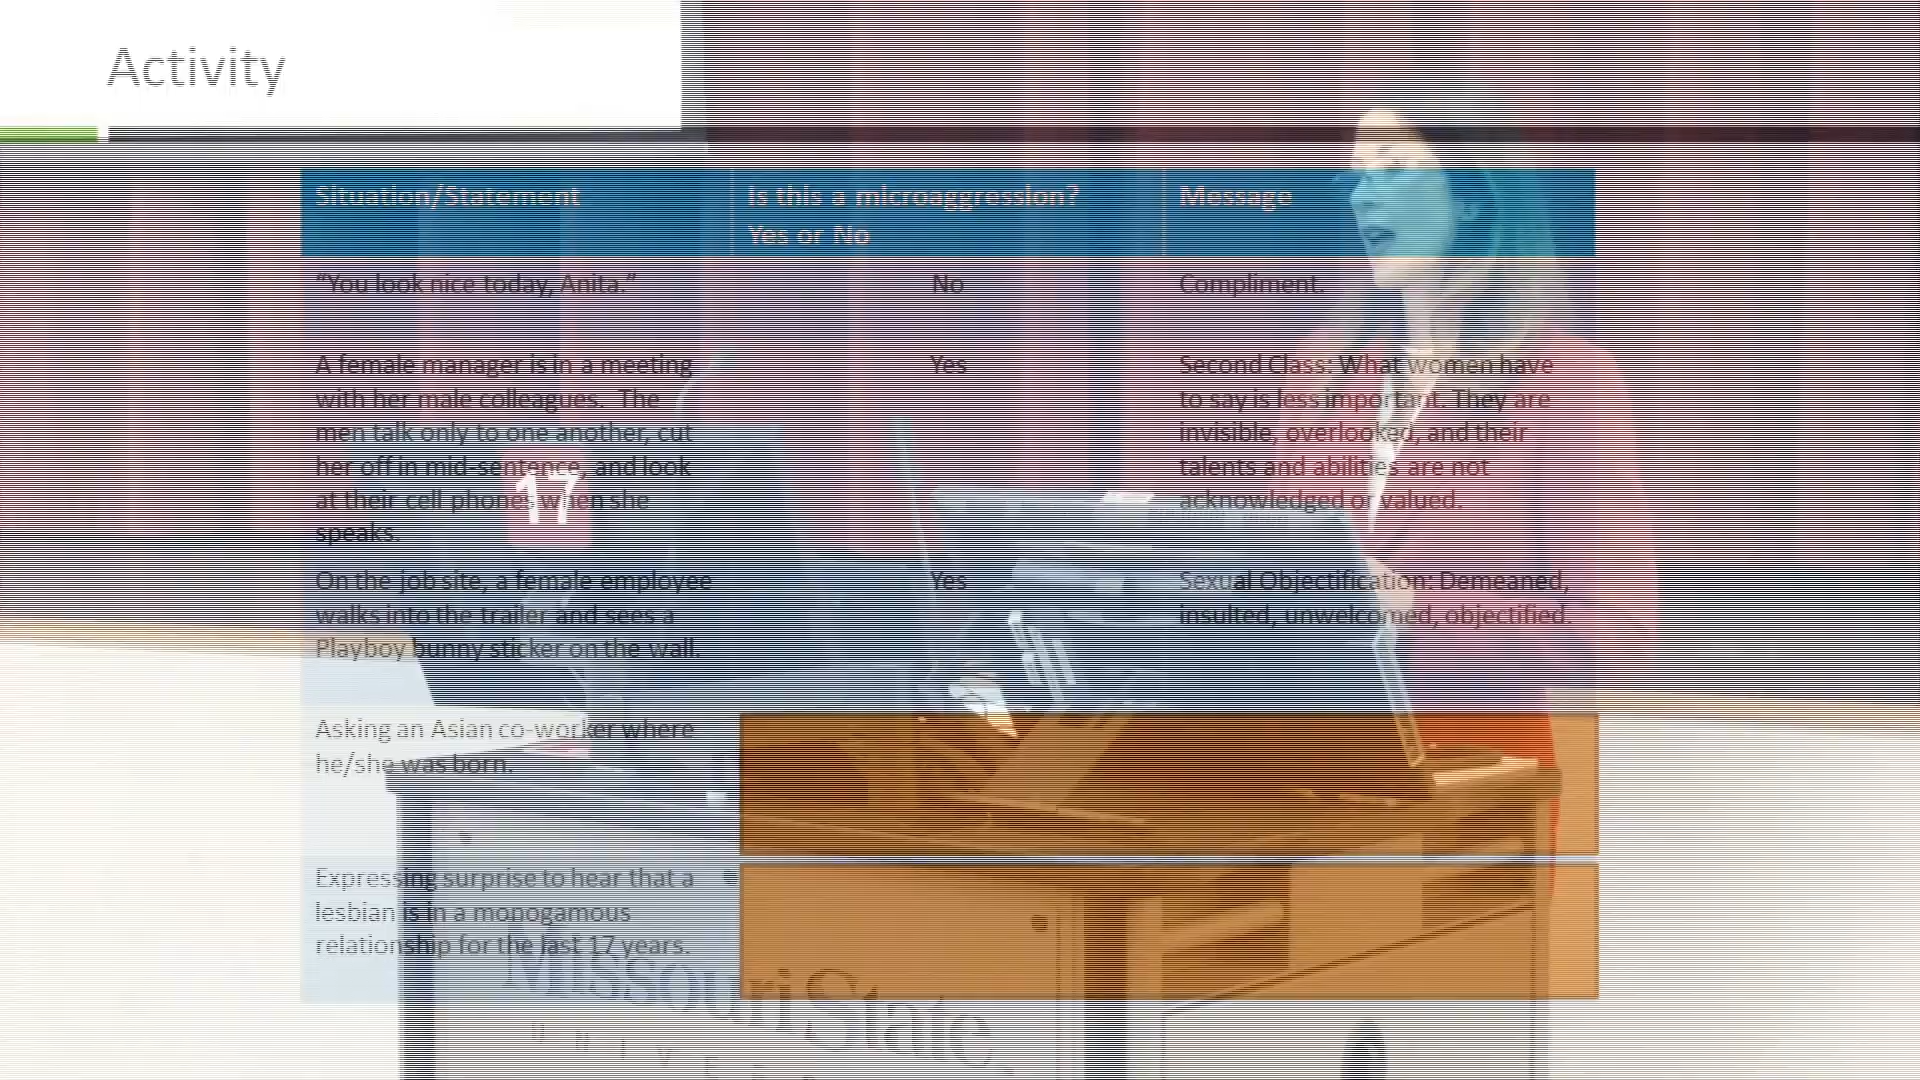 Activity
Situation/Statement
Is this a microaggression?
Yes or No
Message
"You look nice today, Anita."
No
Compliment.
A female manager is in a meeting
with her male colleagues. The
men talk only to one another, cut
her off in mid-sentence, and look
at their cell phones when she
speaks.
Yes
Second Class: What women have
to say is less important. They are
invisible, overlooked, and their
talents and abilities are not
acknowledged or valued.
17
On the job site, a female employee
walks into the trailer and sees a
Playboy bunny sticker on the wall.
Yes
Sexual Objectification: Demeaned,
insulted, unwelcomed, objectified.
Asking an Asian co-worker where
he/she was born.
Expressing surprise to hear that a
lesbian is in a monogamous
relationship for the last 17 years.
Missouri State